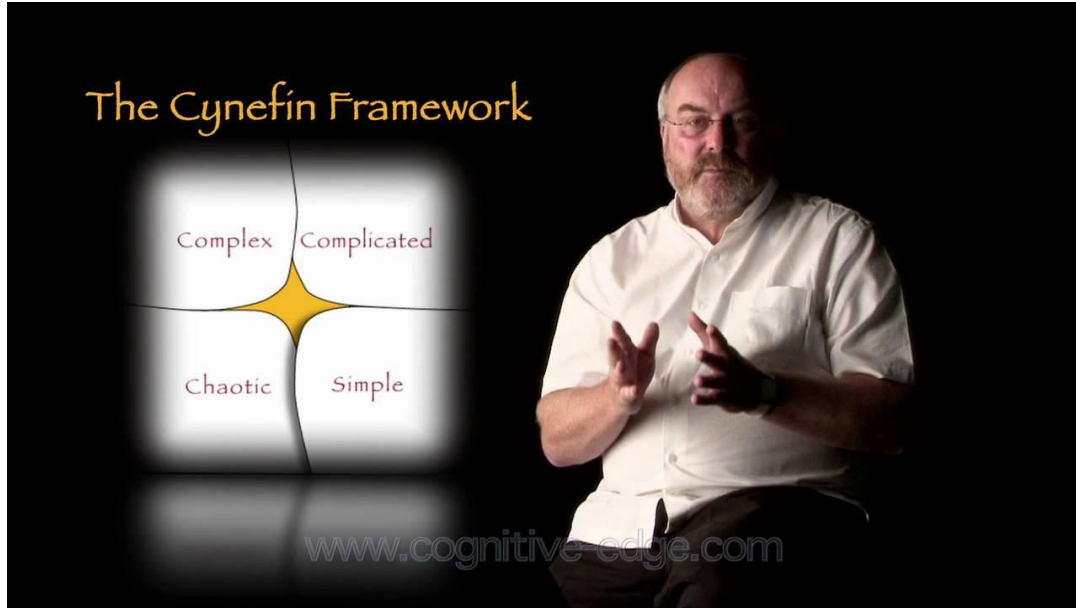 The Cynefin Framework
Complex
Complicated
Chaotic
Simple
www.cognitive-edge.com